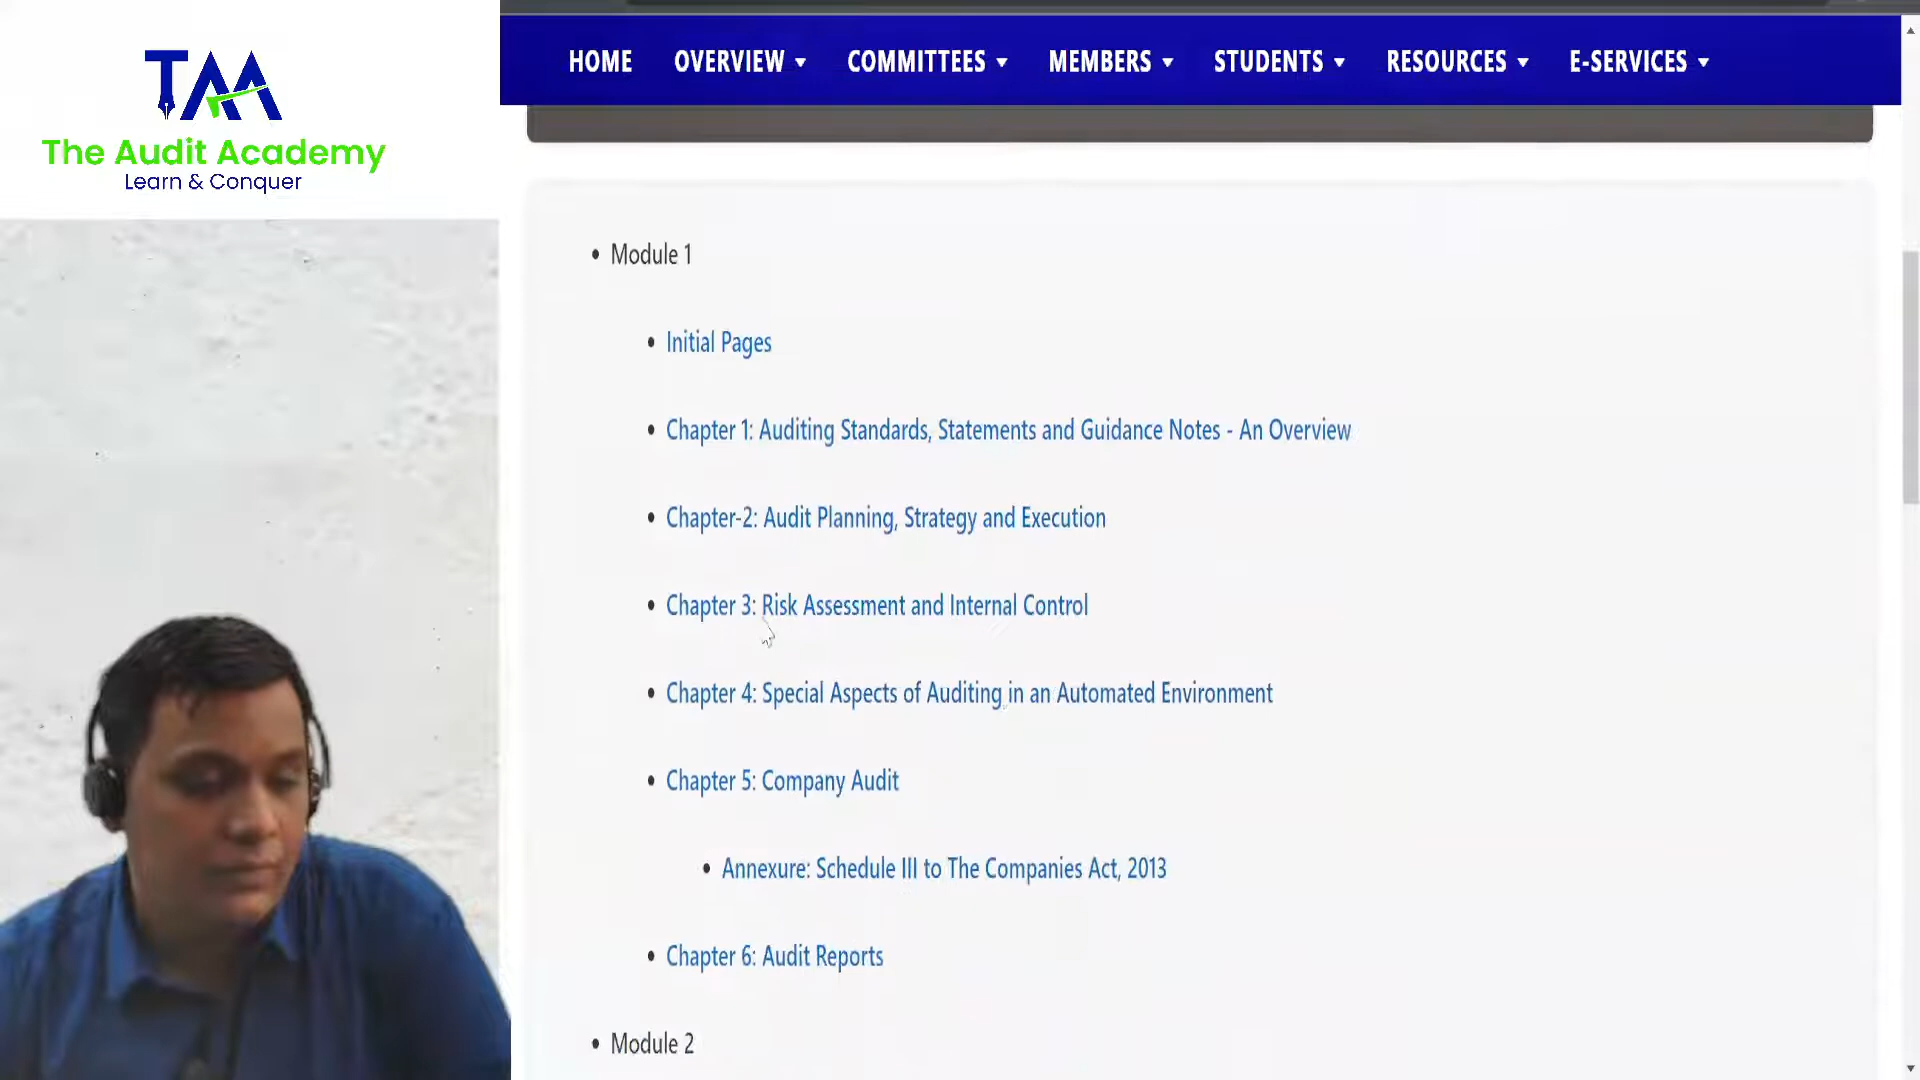 TAA
The Audit Academy
Learn & Conquer
HOME OVERVIEW COMMITTEES MEMBERS STUDENTS RESOURCES E-SERVICES
• Module 1
• Initial Pages
• Chapter 1: Auditing Standards, Statements and Guidance Notes - An Overview
• Chapter-2: Audit Planning, Strategy and Execution
• Chapter 3: Risk Assessment and Internal Control
• Chapter 4: Special Aspects of Auditing in an Automated Environment
• Chapter 5: Company Audit
• Annexure: Schedule III to The Companies Act, 2013
• Chapter 6: Audit Reports
• Module 2